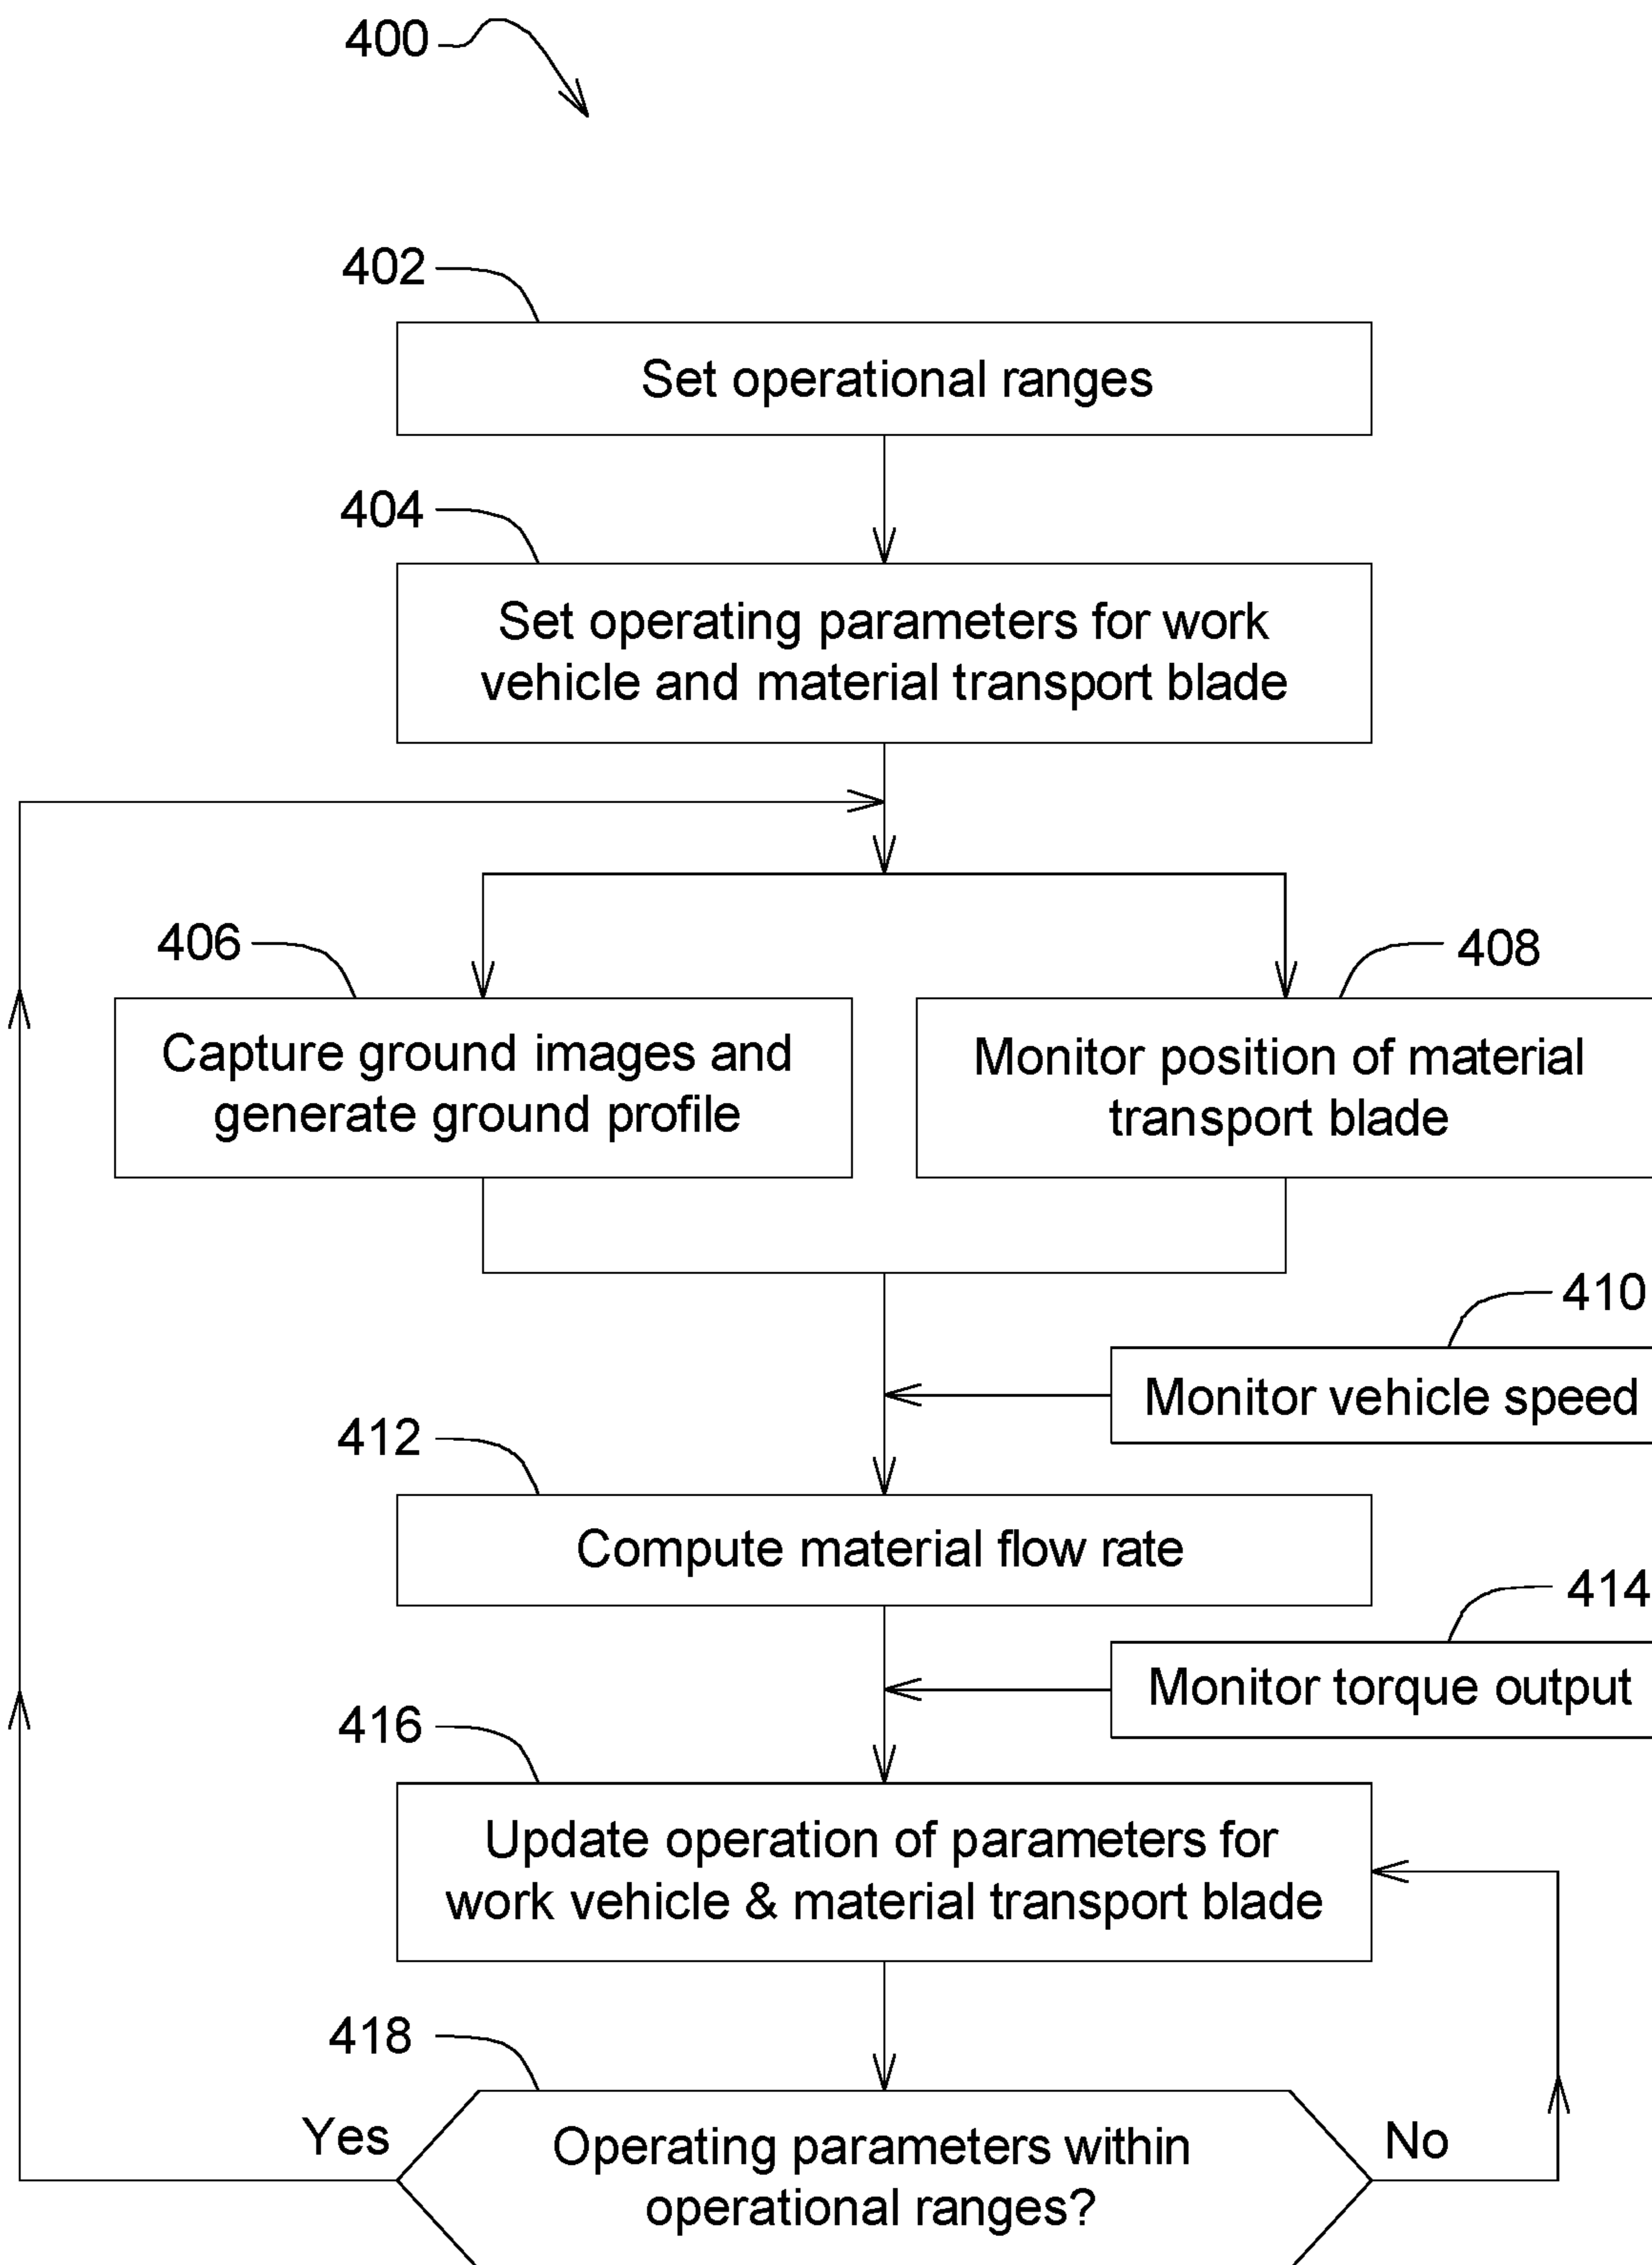 400
402
Set operational ranges
404
Set operating parameters for work
vehicle and material transport blade
406
408
Capture ground images and
generate ground profile
Monitor position of material
transport blade
410
Monitor vehicle speed
412
Compute material flow rate
414
Monitor torque output
416
Update operation of parameters for
work vehicle & material transport blade
418
Yes
No
Operating parameters within
operational ranges?